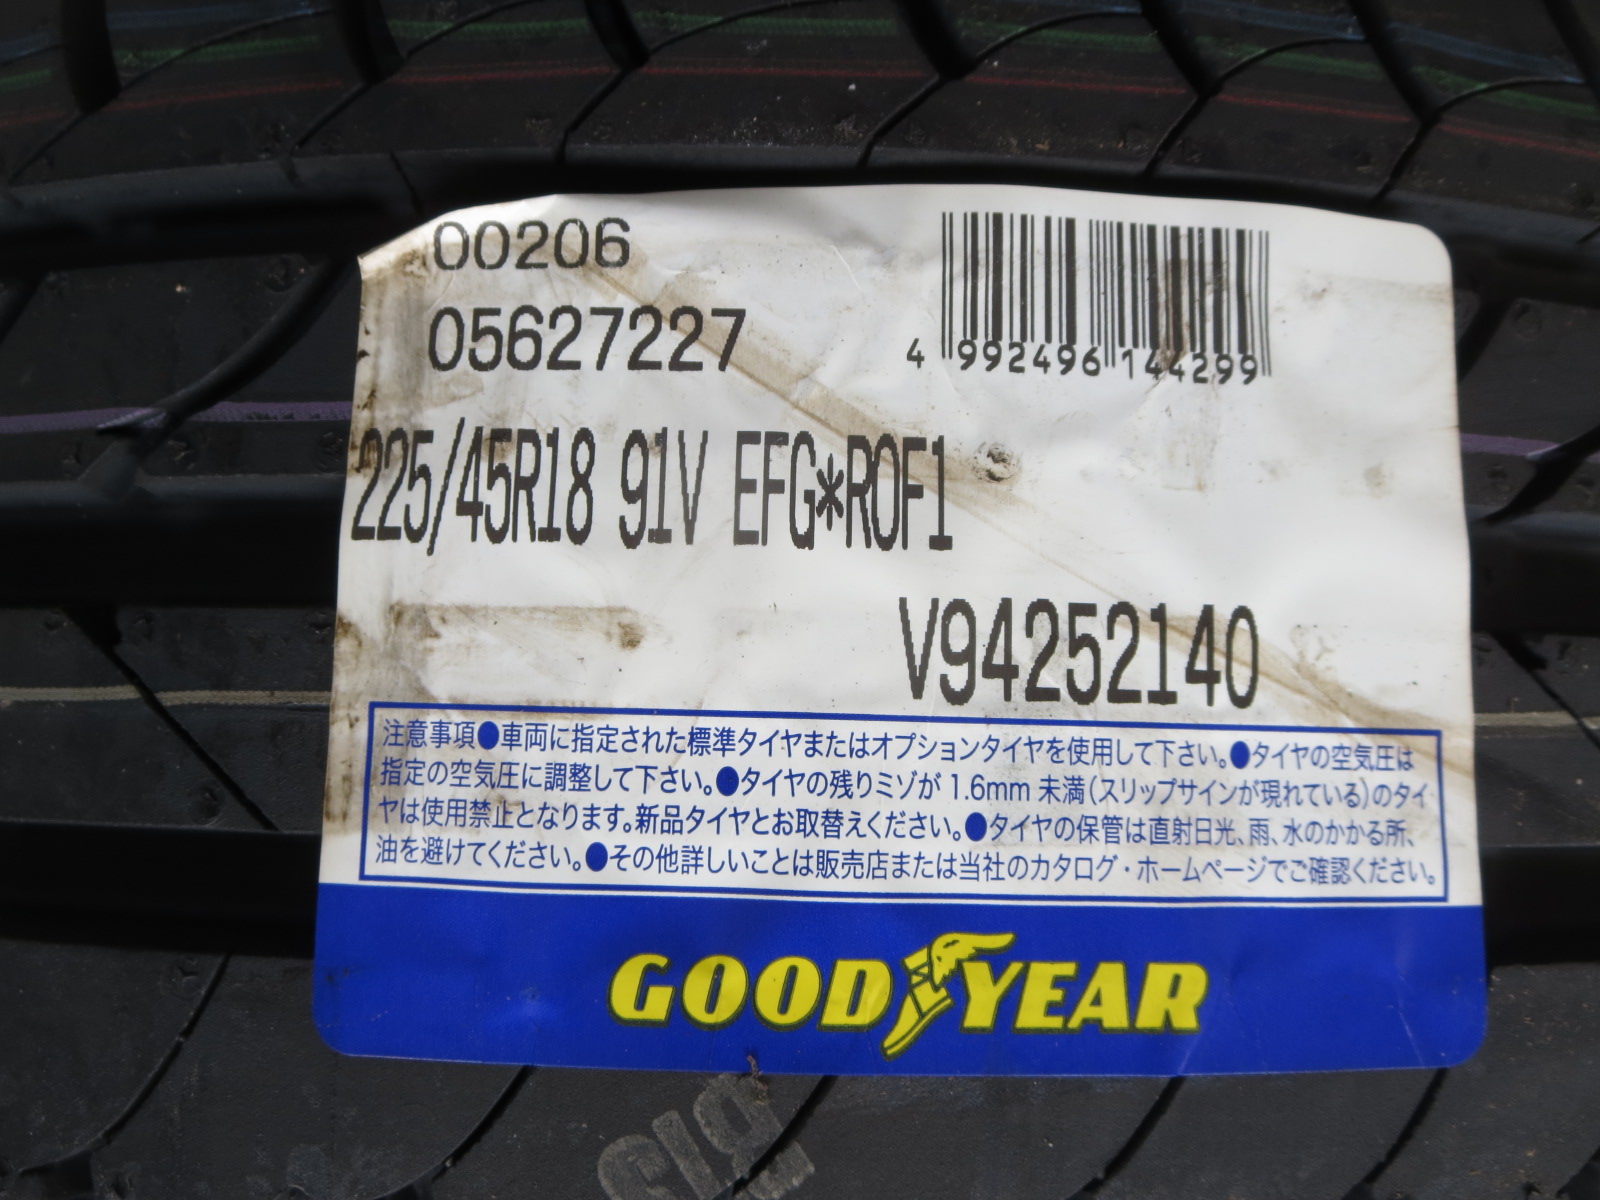 00206
05627227
4 992496 144299
225/45R18 91V EFG*ROF1
V94252140
注意事項●車両に指定された標準タイヤまたはオプションタイヤを使用して下さい。●タイヤの空気圧は
指定の空気圧に調整して下さい。●タイヤの残りミゾが1.6mm未満(スリップサインが現れている)のタイ
ヤは使用禁止となります。新品タイヤとお取替えください。●タイヤの保管は直射日光、雨、水のかかる所、
油を避けてください。●その他詳しいことは販売店または当社のカタログ・ホームページでご確認ください。
GOODYEAR